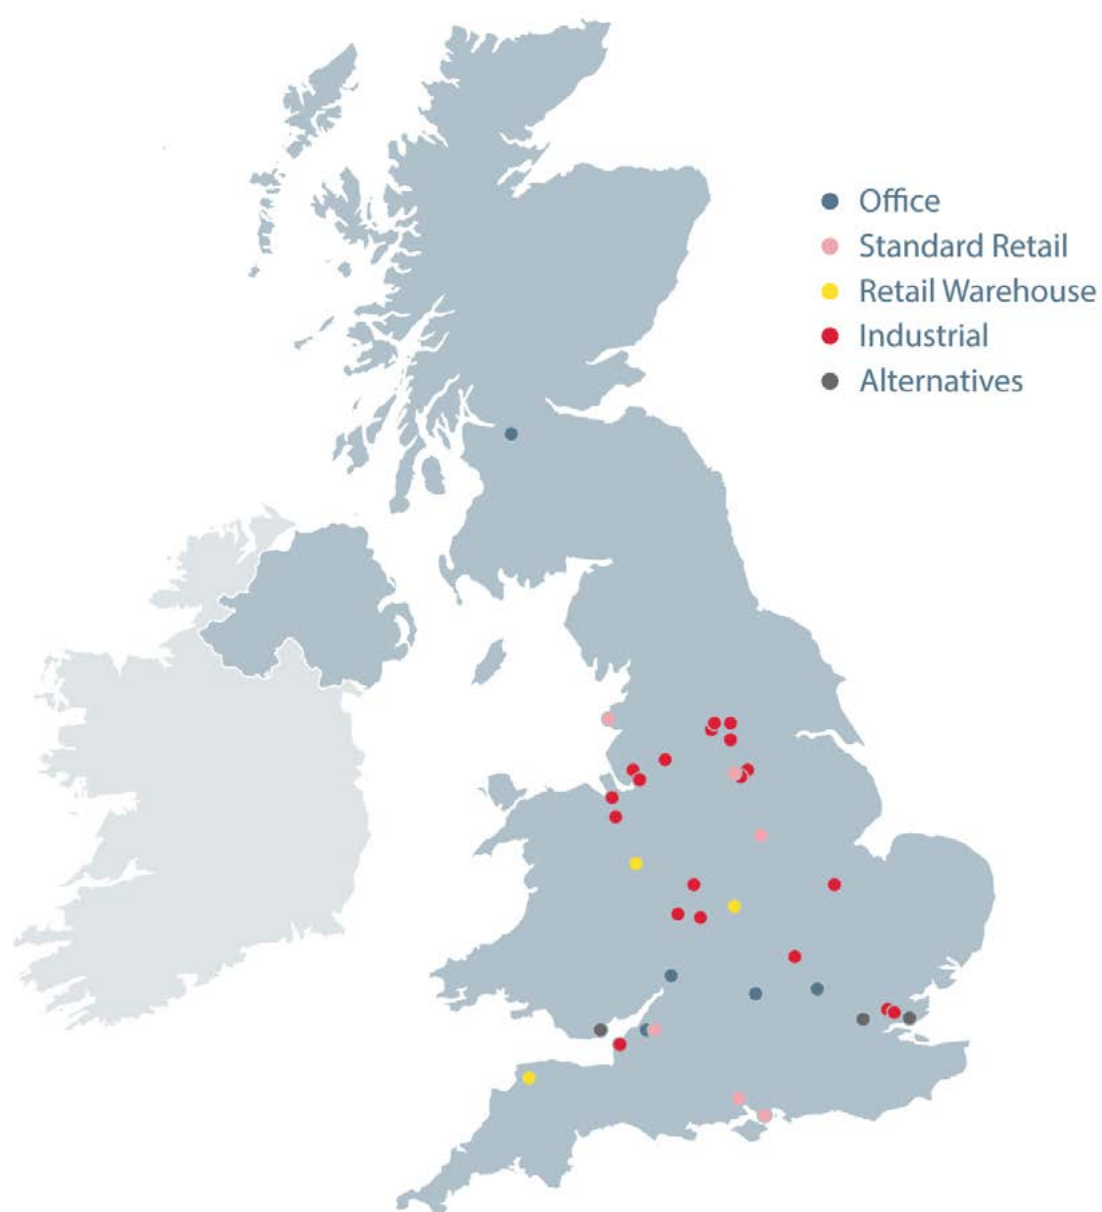 Office
Standard Retail
Retail Warehouse
Industrial
Alternatives